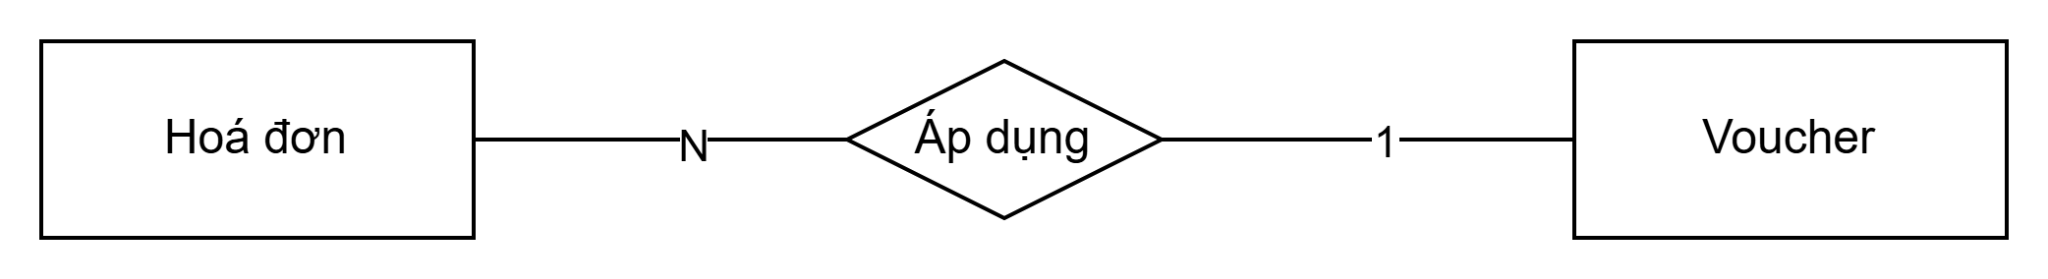 Hoá đơn
N
Áp dụng
1
Voucher